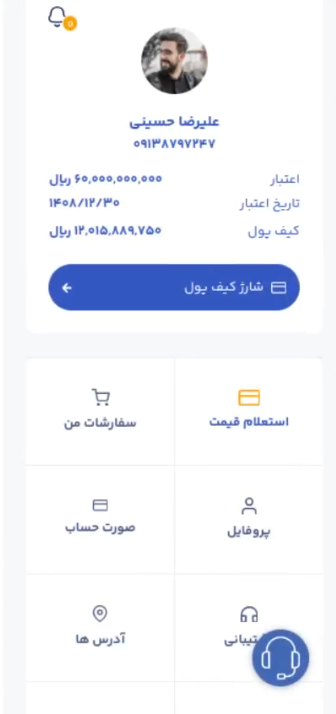 ۰
علیرضا حسینی
۰۹۱۳۸۷۹۷۲۴۷
اعتبار ۶۰,۰۰۰,۰۰۰,۰۰۰ ریال
تاریخ اعتبار ۱۴۰۸/۱۲/۳۰
کیف پول ۱۲,۰۱۵,۸۸۹,۷۵۰ ریال
شارژ کیف پول
استعلام قیمت
سفارشات من
پروفایل
صورت حساب
آدرس ها